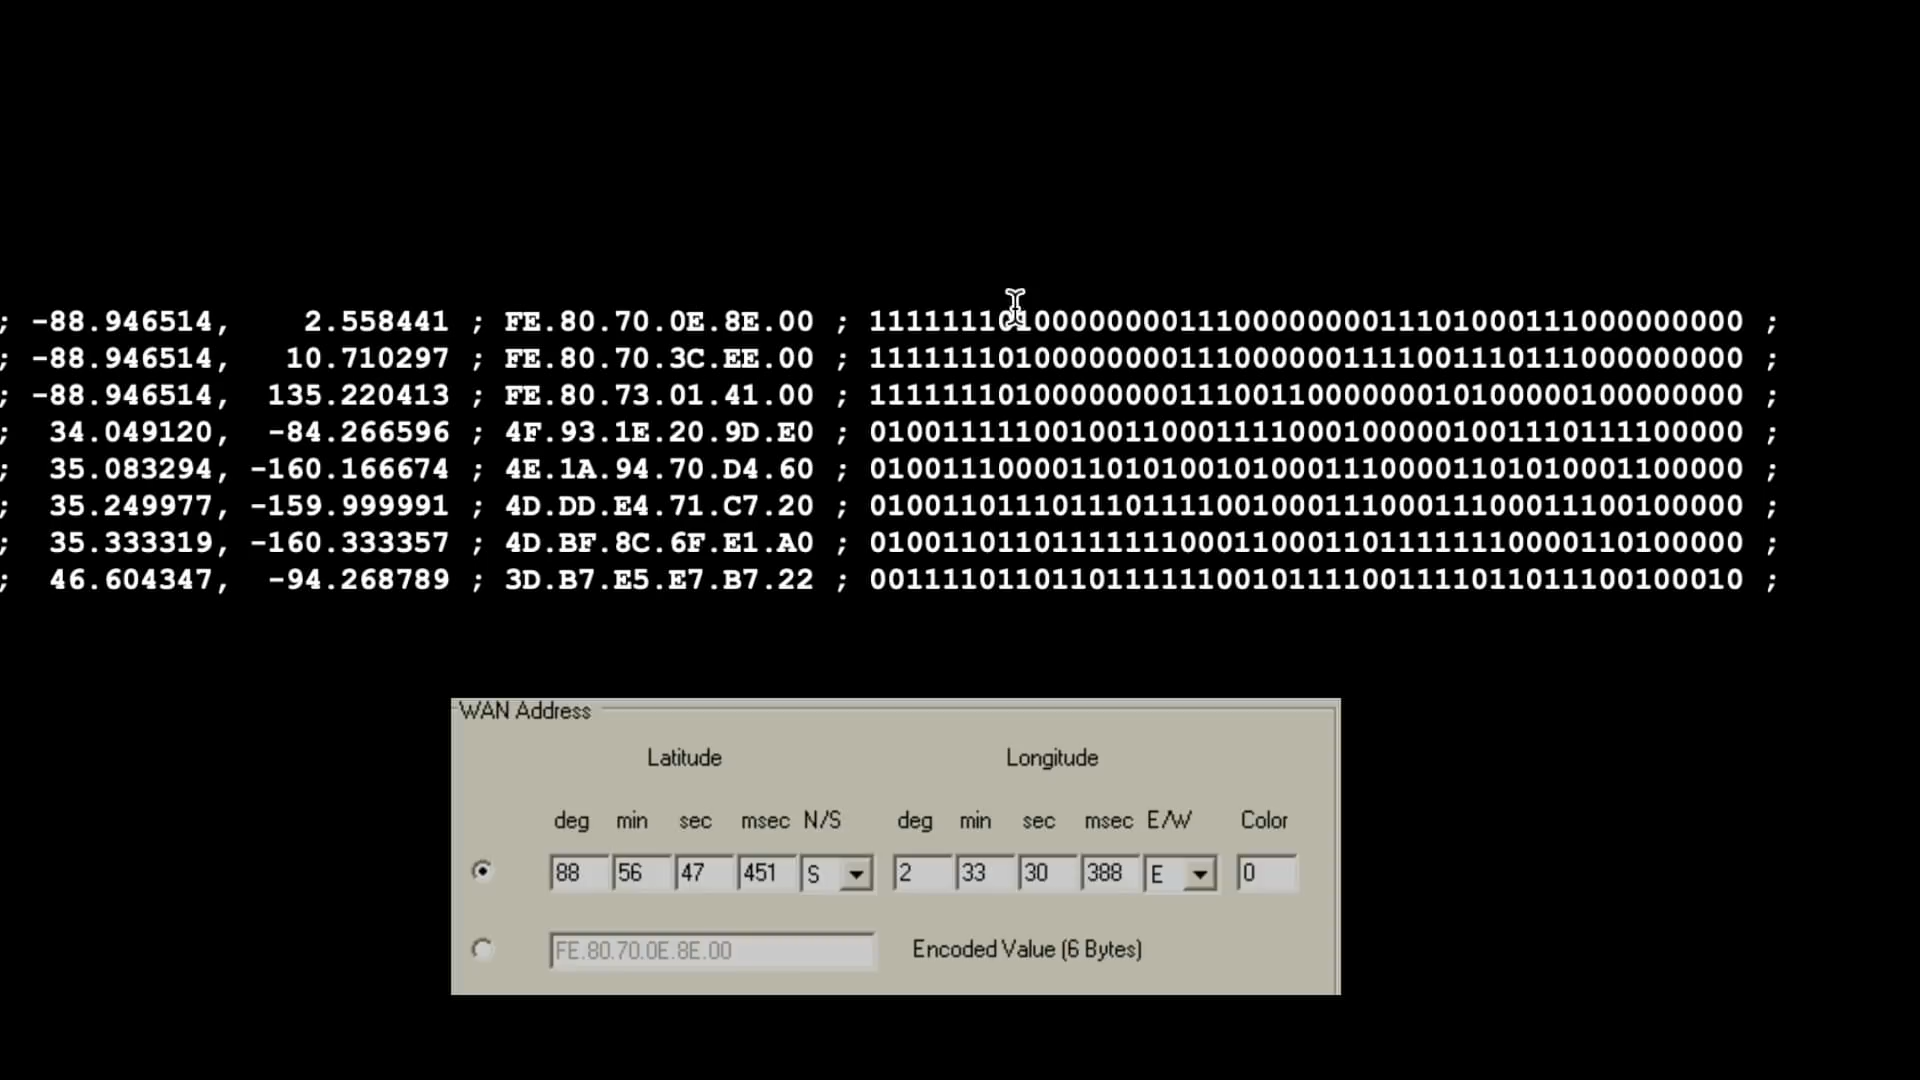 ; -88.946514, 2.558441 ; FE.80.70.0E.8E.00 ; 111111101000000001110000000011101000111000000000 ;
; -88.946514, 10.710297 ; FE.80.70.3C.EE.00 ; 111111101000000001110000001111001110111000000000 ;
; -88.946514, 135.220413 ; FE.80.73.01.41.00 ; 111111101000000001110011000000010100000100000000 ;
; 34.049120, -84.266596 ; 4F.93.1E.20.9D.E0 ; 010011111001001100011110001000001001110111100000 ;
; 35.083294, -160.166674 ; 4E.1A.94.70.D4.60 ; 010011100001101010010100011100001101010001100000 ;
; 35.249977, -159.999991 ; 4D.DD.E4.71.C7.20 ; 010011011101110111100100011100011100011100100000 ;
; 35.333319, -160.333357 ; 4D.BF.8C.6F.E1.A0 ; 010011011011111110001100011011111110000110100000 ;
; 46.604347, -94.268789 ; 3D.B7.E5.E7.B7.22 ; 001111011011011111100101111001111011011100100010 ;
WAN Address
Latitude Longitude
deg min sec msec N/S deg min sec msec E/W Color
88 56 47 451 S 2 33 30 388 E 0
FE.80.70.0E.8E.00 Encoded Value (6 Bytes)